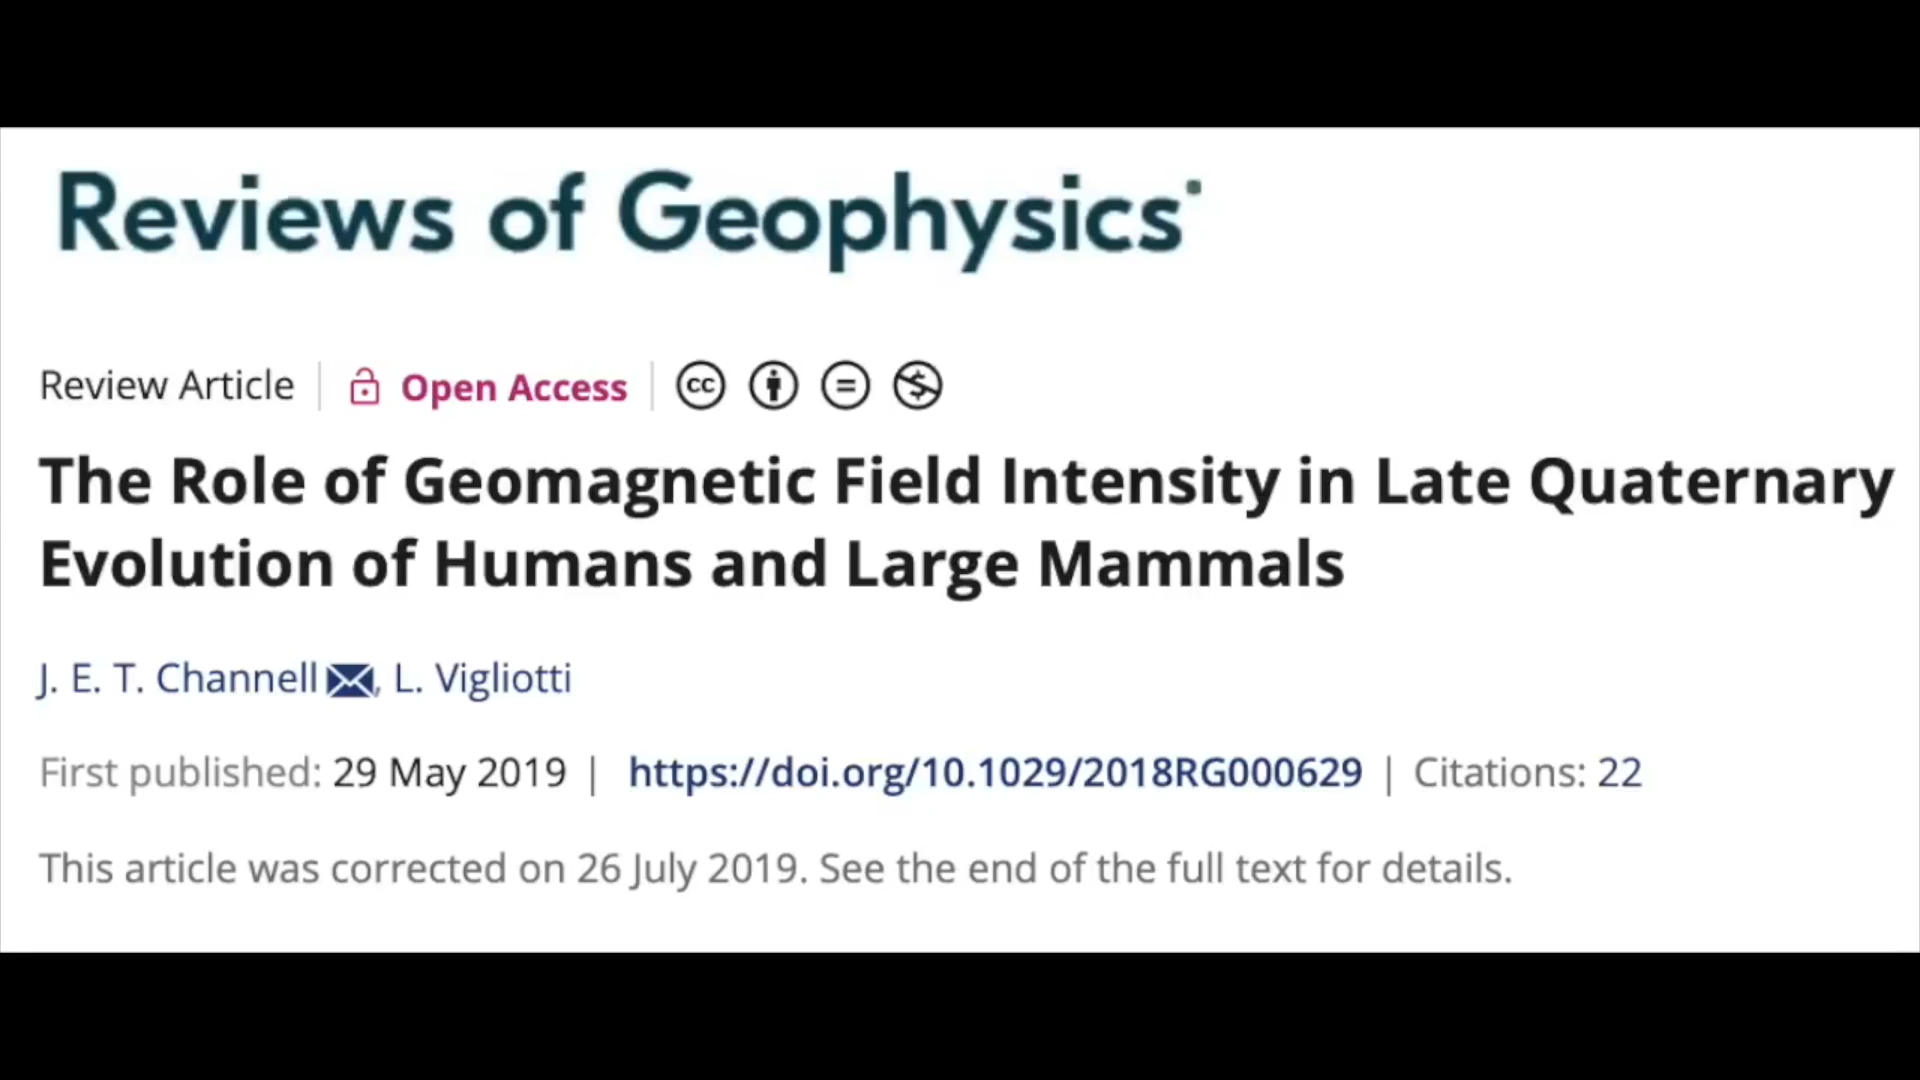 Reviews of Geophysics
Review Article | Open Access | cc
The Role of Geomagnetic Field Intensity in Late Quaternary
Evolution of Humans and Large Mammals
J. E. T. Channell, L. Vigliotti
First published: 29 May 2019 | https://doi.org/10.1029/2018RG000629 | Citations: 22
This article was corrected on 26 July 2019. See the end of the full text for details.